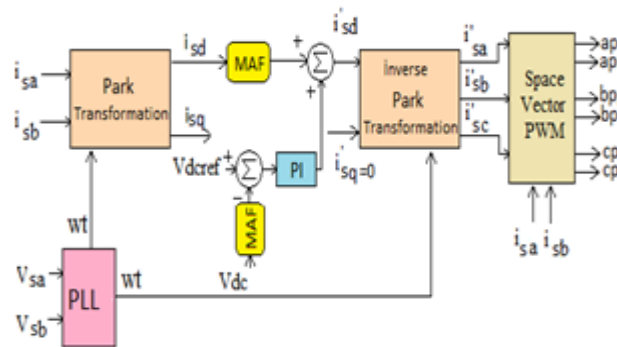 i'sd
isd
MAF
+
Σ
+
isa
isb
Park
Transformation
isq
Vdcref
+
Σ
−
PI
i'sq=0
MAF
Vdc
inverse
Park
Transformation
i'sa
i'sb
i'sc
Space
Vector
PWM
ap
ap
bp
bp
cp
cp
isa
isb
wt
wt
Vsa
Vsb
PLL